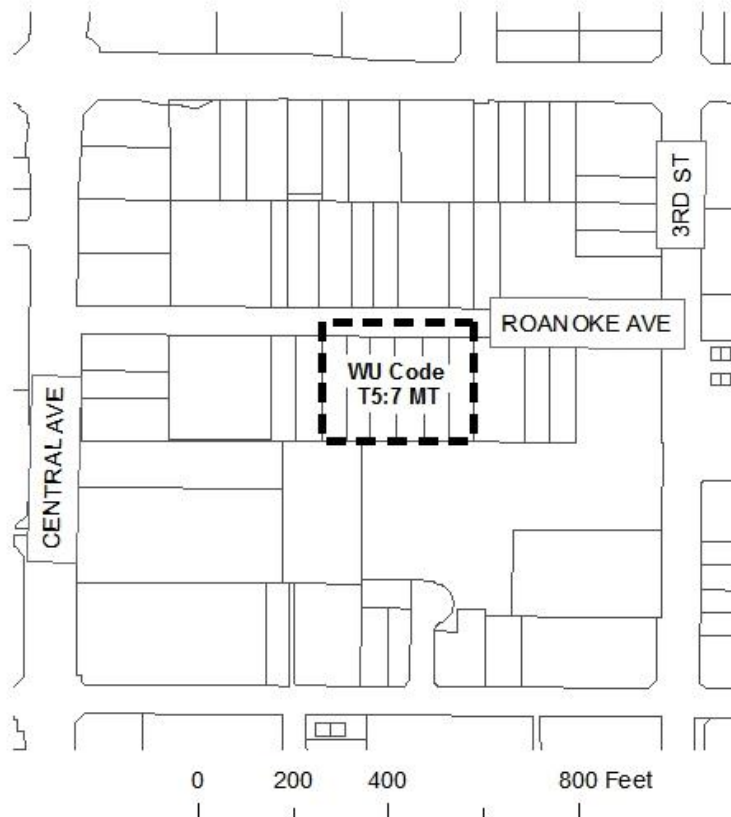 3RD ST
ROANOKE AVE
WU Code
T5:7 MT
CENTRAL AVE
0 200 400 800 Feet